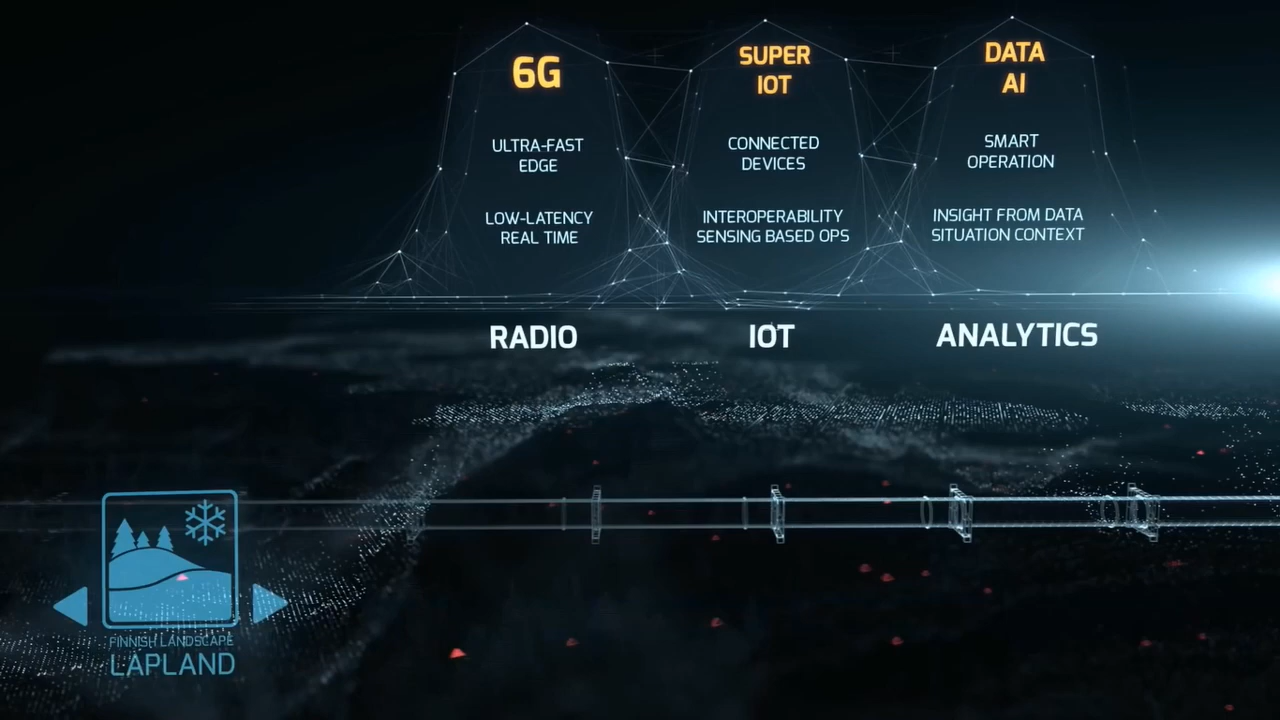 6G
ULTRA-FAST
EDGE
LOW-LATENCY
REAL TIME
RADIO
SUPER
IOT
CONNECTED
DEVICES
INTEROPERABILITY
SENSING BASED OPS
IOT
DATA
AI
SMART
OPERATION
INSIGHT FROM DATA
SITUATION CONTEXT
ANALYTICS
FINNISH LANDSCAPE
LAPLAND